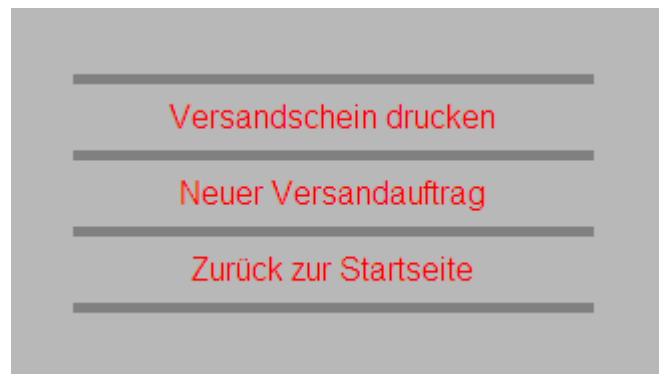 Versandschein drucken
Neuer Versandauftrag
Zurück zur Startseite